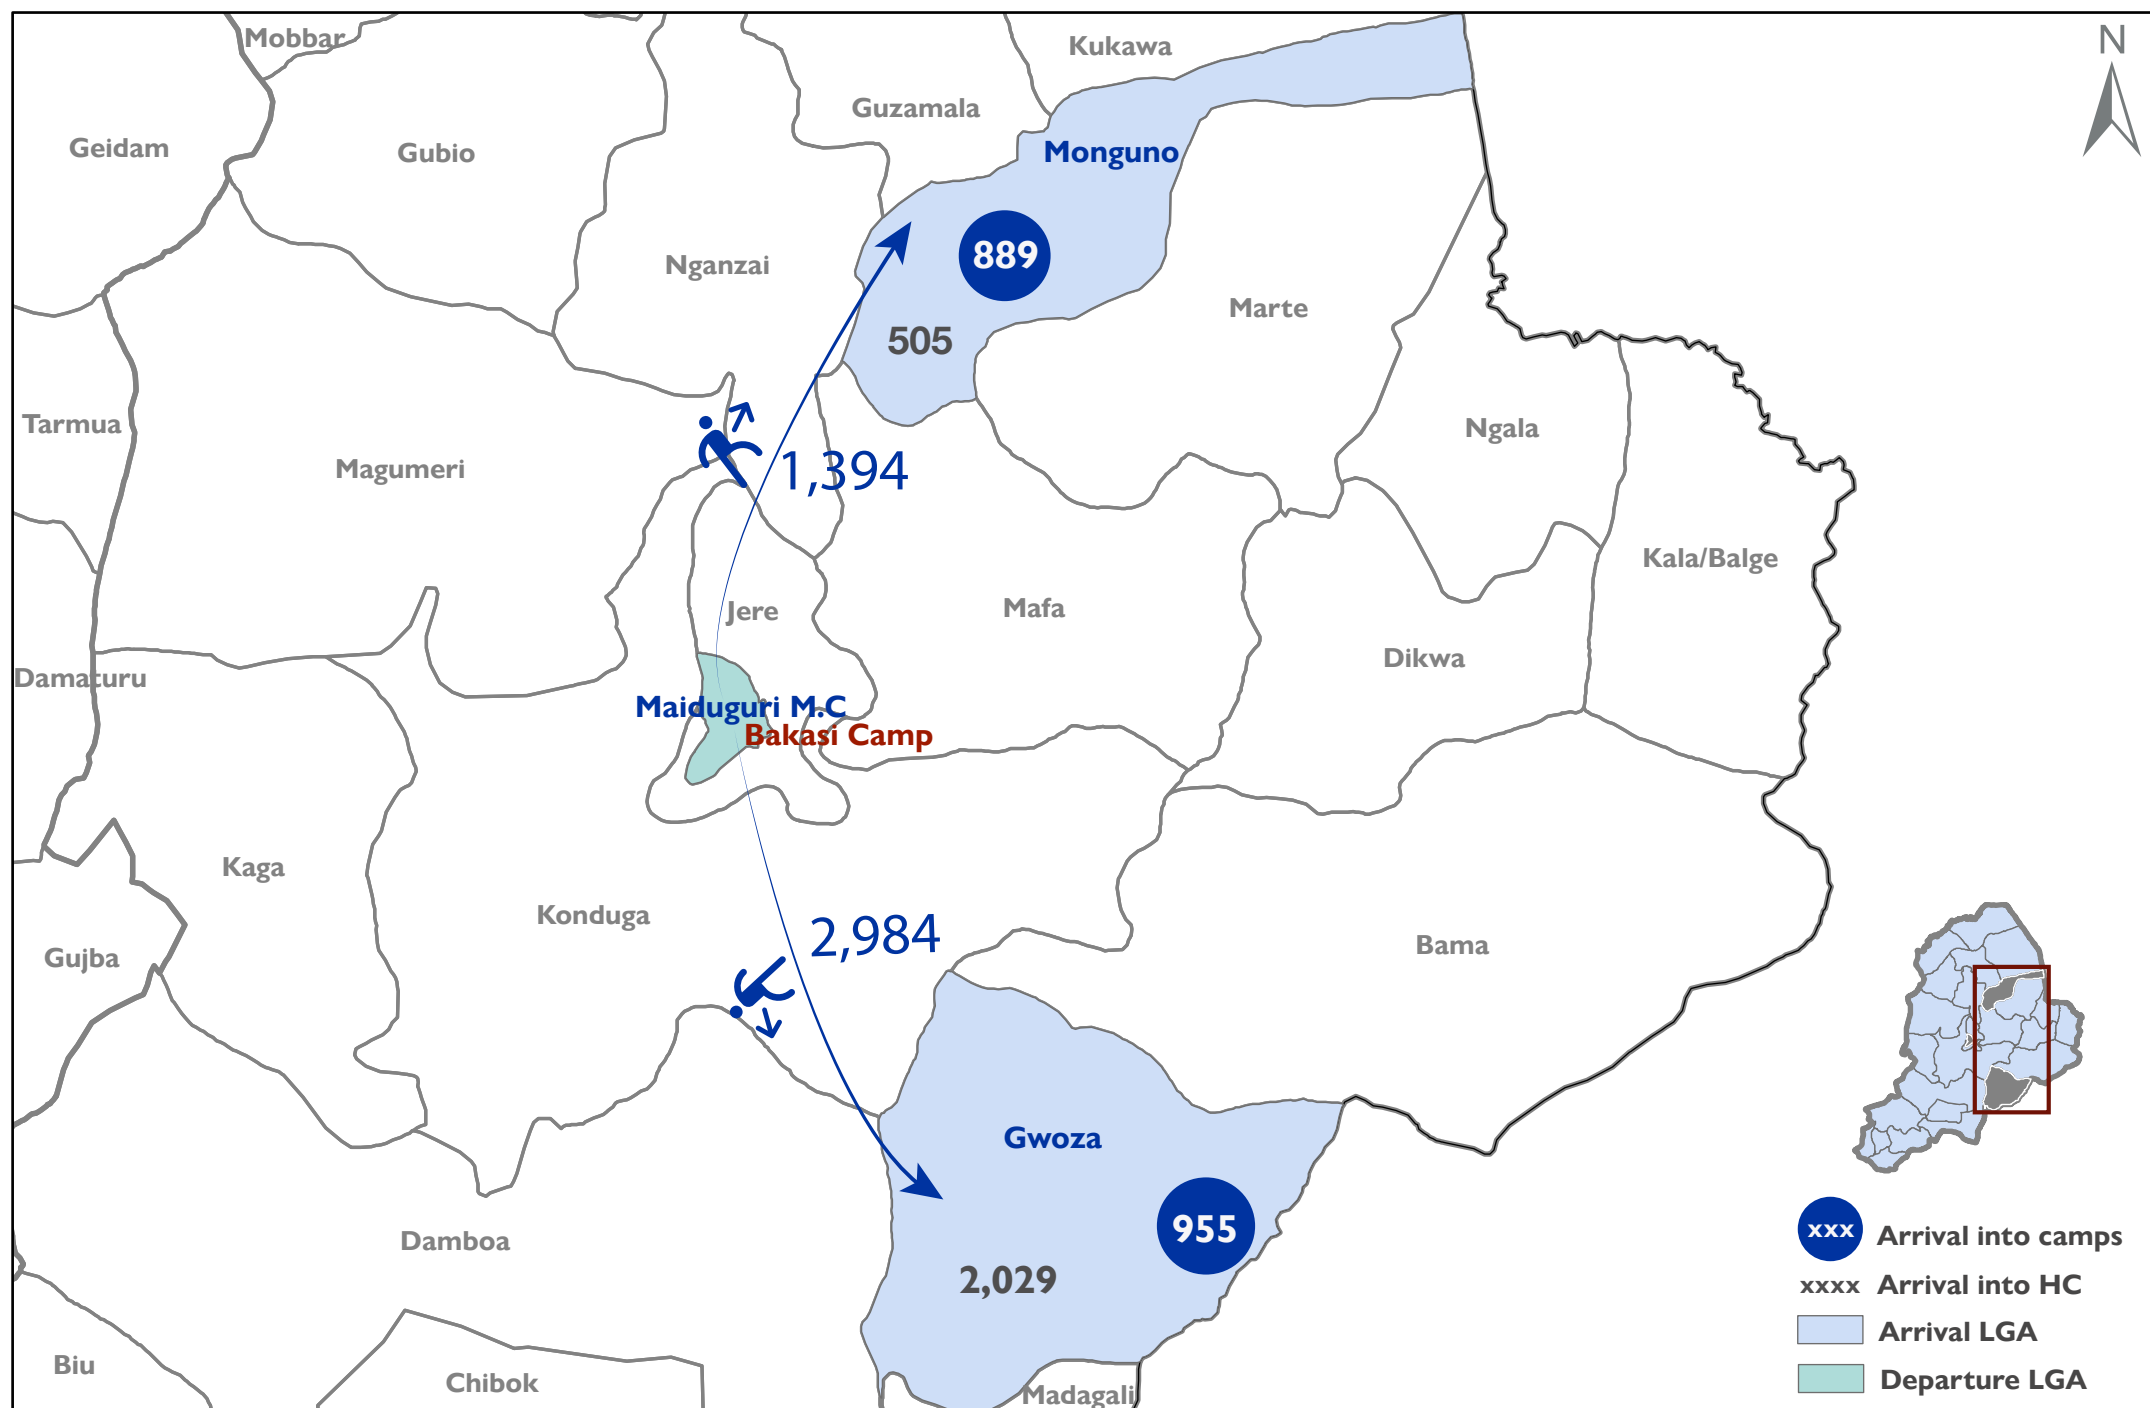 Mobbar
Kukawa
N
Guzamala
Geidam
Gubio
Monguno
889
Nganzai
Marte
505
Tarmua
Ngala
Magumeri
1,394
Kala/Balge
Jere
Mafa
Dikwa
Damaturu
Maiduguri M.C
Bakasi Camp
Kaga
Konduga
2,984
Bama
Gujba
Gwoza
955
Damboa
2,029
Biu
Chibok
Madagali
xxx Arrival into camps
xxxx Arrival into HC
Arrival LGA
Departure LGA